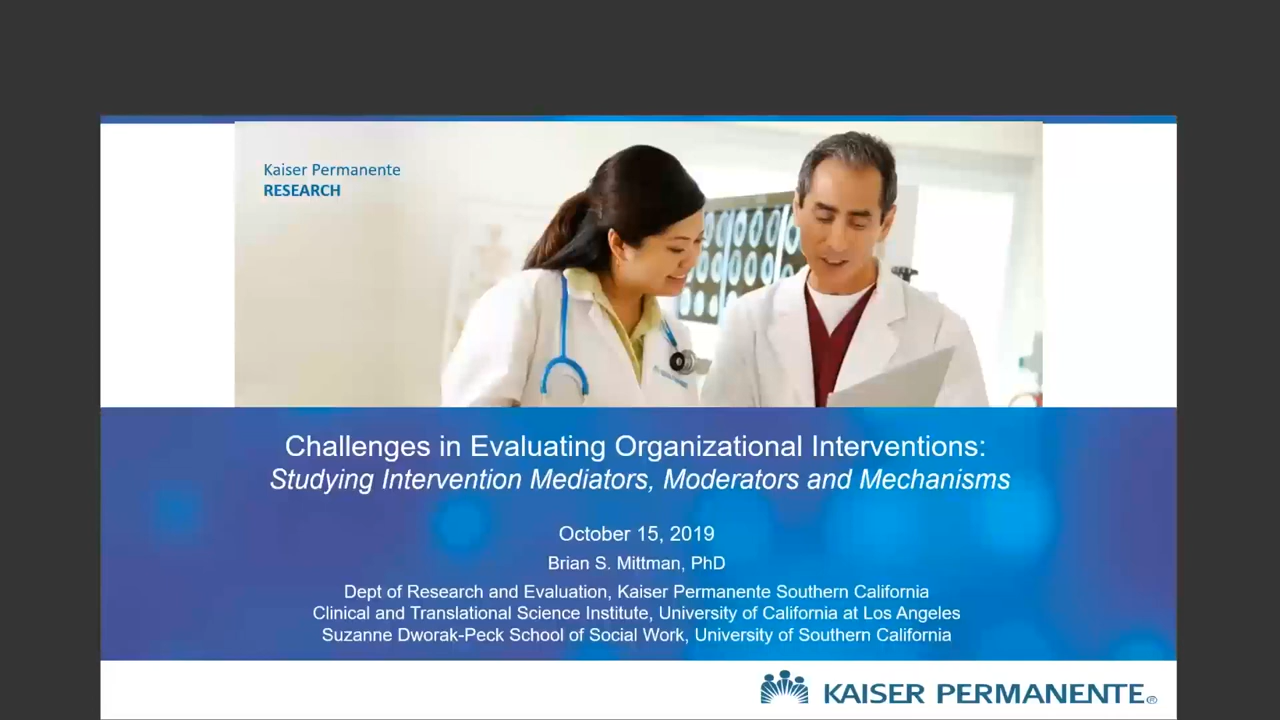 Kaiser Permanente
RESEARCH
Challenges in Evaluating Organizational Interventions:
Studying Intervention Mediators, Moderators and Mechanisms
October 15, 2019
Brian S. Mittman, PhD
Dept of Research and Evaluation, Kaiser Permanente Southern California
Clinical and Translational Science Institute, University of California at Los Angeles
Suzanne Dworak-Peck School of Social Work, University of Southern California
KAISER PERMANENTE®